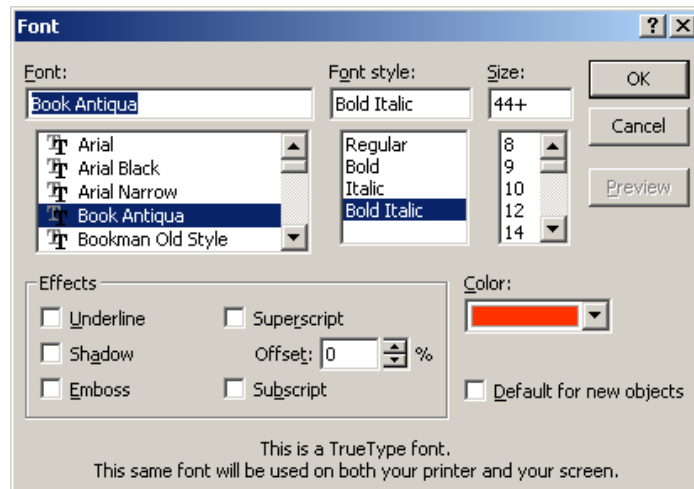 Font
Font: Font style: Size:
Book Antiqua Bold Italic 44+ OK
Cancel
Preview
Arial Regular 8
Arial Black Bold 9
Arial Narrow Italic 10
Book Antiqua Bold Italic 12
Bookman Old Style 14
Effects Color:
Underline Superscript
Shadow Offset: 0 %
Emboss Subscript Default for new objects
This is a TrueType font.
This same font will be used on both your printer and your screen.